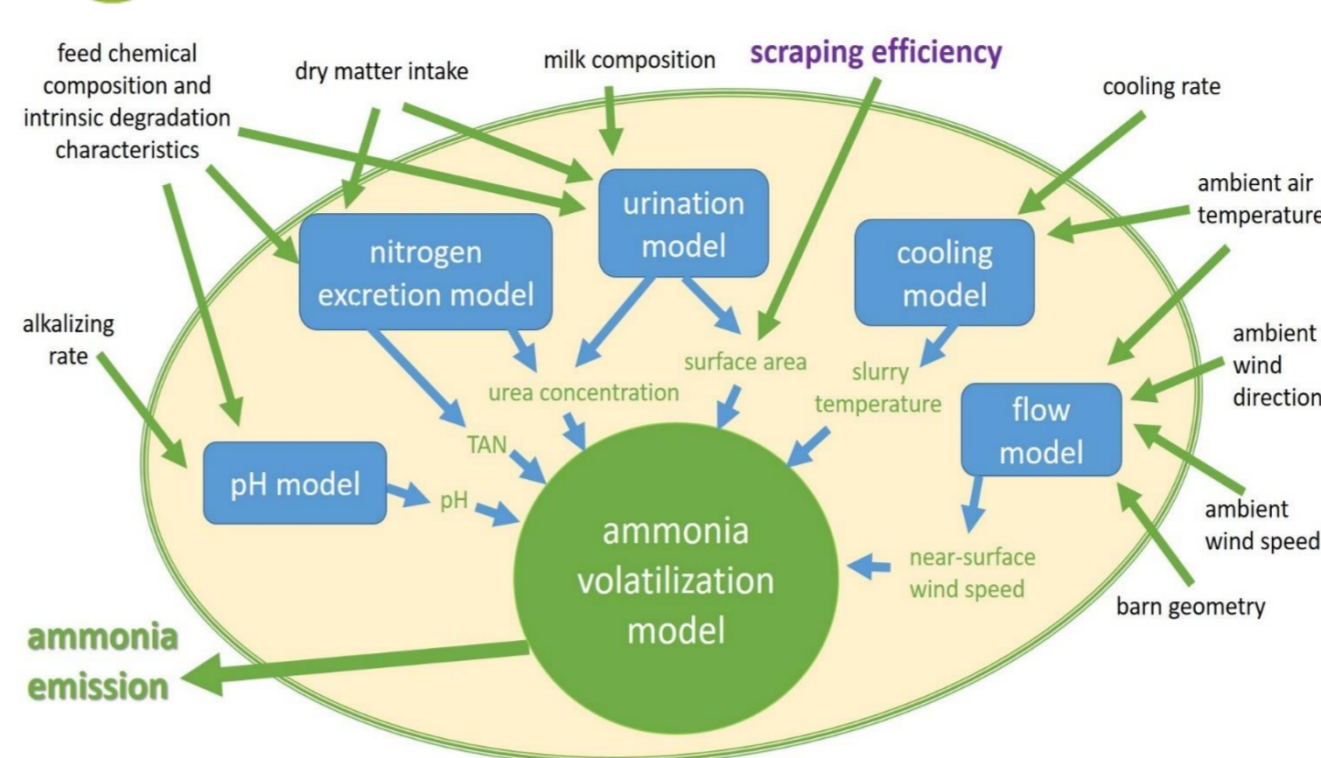 feed chemical
composition and
intrinsic degradation
characteristics
dry matter intake
milk composition
scraping efficiency
cooling rate
ambient air
temperature
urination
model
nitrogen
excretion model
cooling
model
alkalizing
rate
surface area
urea concentration
slurry
temperature
ambient
wind
direction
flow
model
TAN
pH model
pH
ambient
wind speed
ammonia
volatilization
model
near-surface
wind speed
barn geometry
ammonia
emission